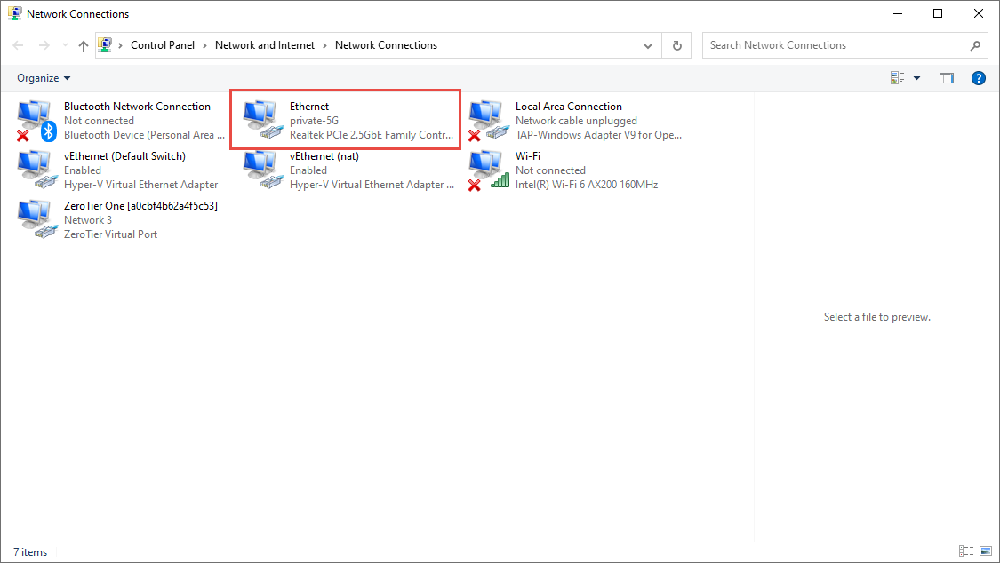 Network Connections
Control Panel › Network and Internet › Network Connections
Search Network Connections
Organize
Bluetooth Network Connection
Not connected
Bluetooth Device (Personal Area ...
Ethernet
private-5G
Realtek PCIe 2.5GbE Family Contr...
Local Area Connection
Network cable unplugged
TAP-Windows Adapter V9 for Ope...
vEthernet (Default Switch)
Enabled
Hyper-V Virtual Ethernet Adapter
vEthernet (nat)
Enabled
Hyper-V Virtual Ethernet Adapter ...
Wi-Fi
Not connected
Intel(R) Wi-Fi 6 AX200 160MHz
ZeroTier One [a0cbf4b62a4f5c53]
Network 3
ZeroTier Virtual Port
Select a file to preview.
7 items